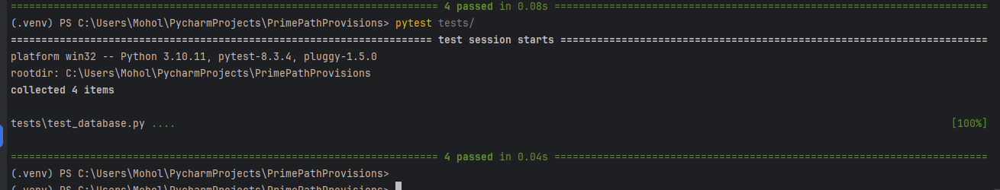 ============================================================================ 4 passed in 0.08s =============================================================================
(.venv) PS C:\Users\Mohol\PycharmProjects\PrimePathProvisions> pytest tests/
=========================================================================== test session starts ============================================================================
platform win32 -- Python 3.10.11, pytest-8.3.4, pluggy-1.5.0
rootdir: C:\Users\Mohol\PycharmProjects\PrimePathProvisions
collected 4 items
tests\test_database.py .... [100%]
============================================================================ 4 passed in 0.04s =============================================================================
(.venv) PS C:\Users\Mohol\PycharmProjects\PrimePathProvisions>
(.venv) PS C:\Users\Mohol\PycharmProjects\PrimePathProvisions>